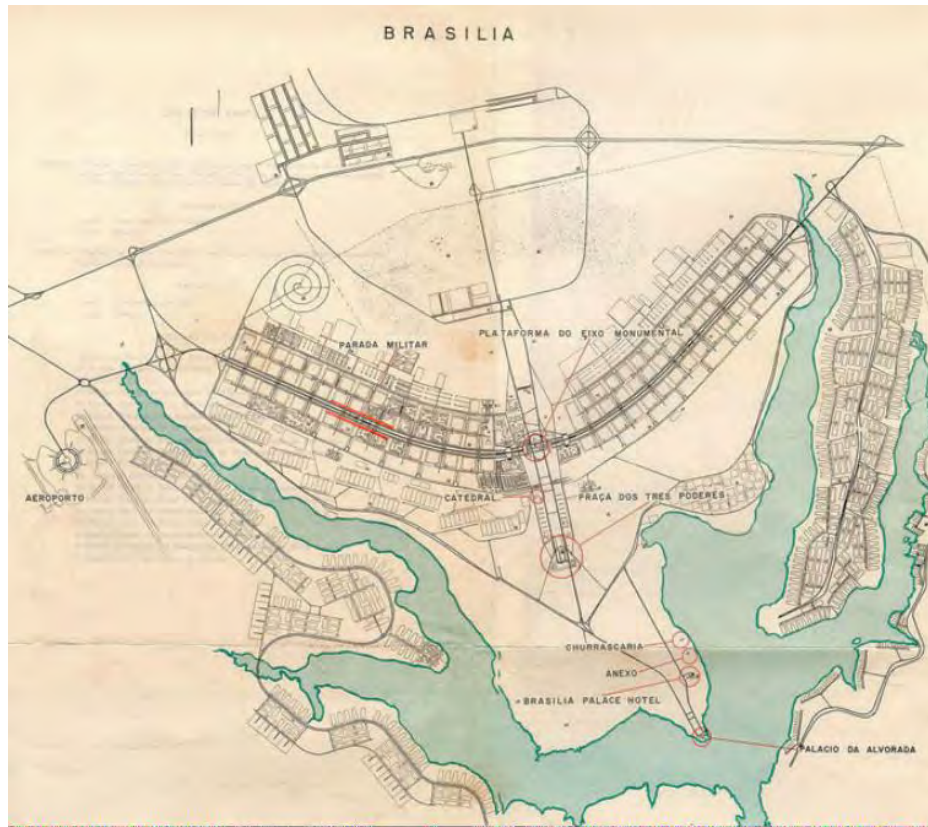 BRASILIA
PLATAFORMA DO EIXO MONUMENTAL
PARADA MILITAR
AEROPORTO
CATEDRAL
PRAÇA DOS TRES PODERES
CHURRASCARIA
ANEXO
BRASILIA PALACE HOTEL
PALACIO DA ALVORADA